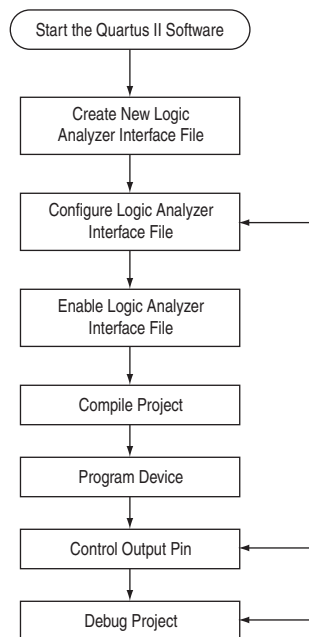 Start the Quartus II Software
Create New Logic
Analyzer Interface File
Configure Logic Analyzer
Interface File
Enable Logic Analyzer
Interface File
Compile Project
Program Device
Control Output Pin
Debug Project